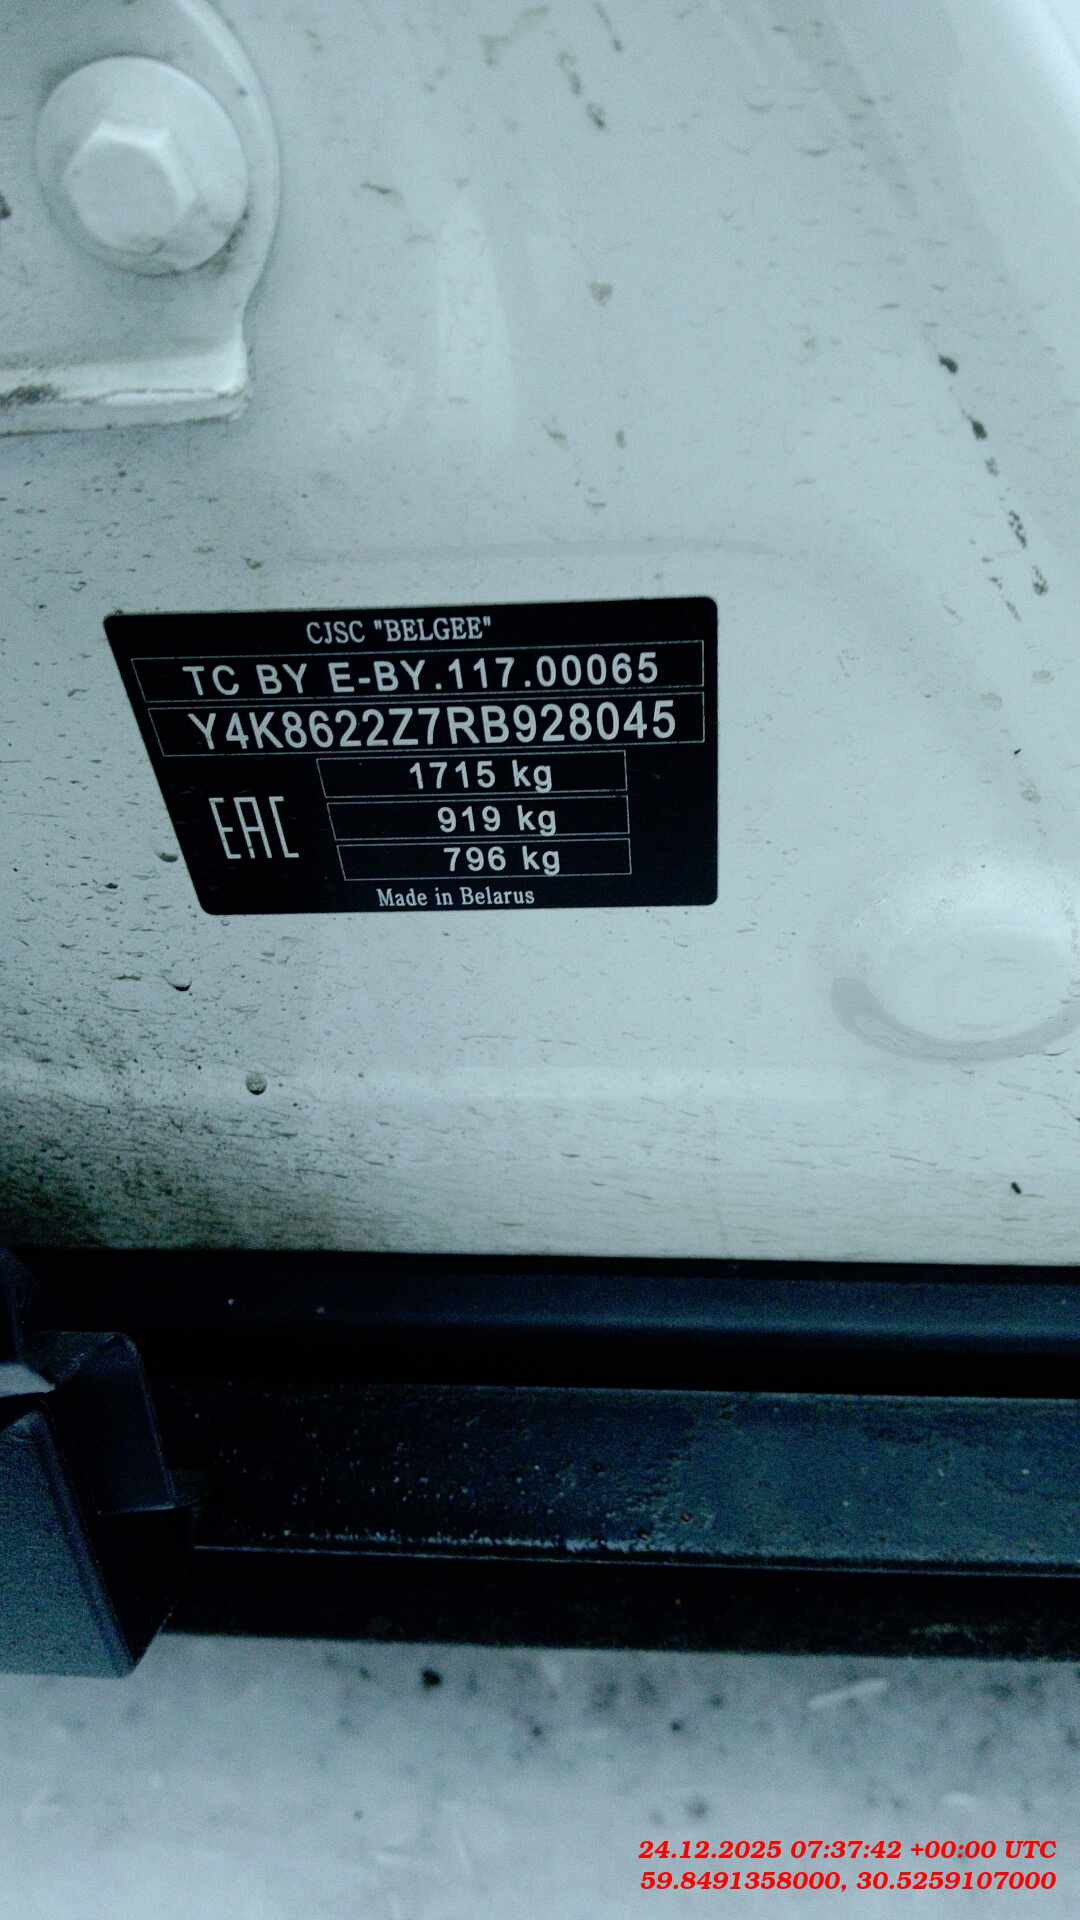 CJSC "BELGEE"
TC BY E-BY.117.00065
Y4K8622Z7RB928045
1715 kg
919 kg
796 kg
EAC
Made in Belarus
24.12.2025 07:37:42 +00:00 UTC
59.8491358000, 30.5259107000